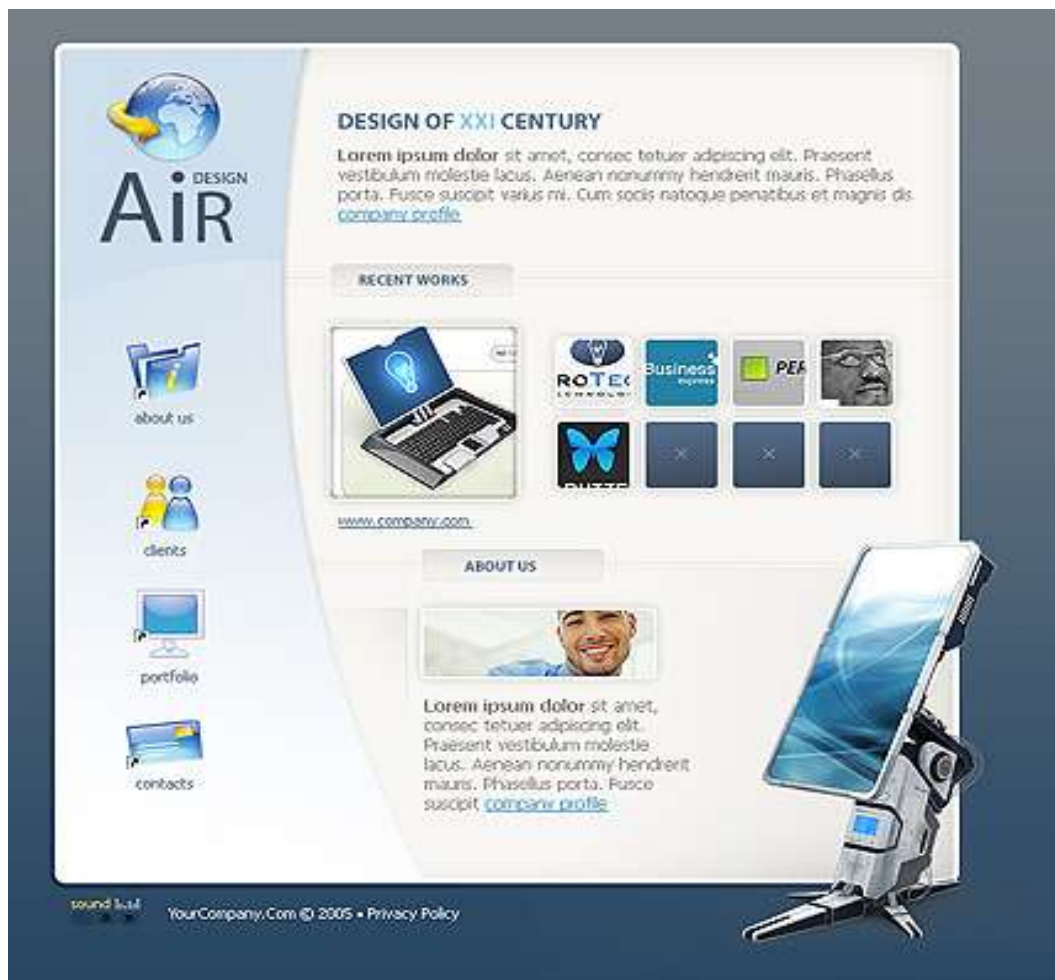 DESIGN
AiR
DESIGN OF XXI CENTURY
Lorem ipsum dolor sit amet, consec tetuer adipiscing elit. Praesent
vestibulum molestie lacus. Aenean nonummy hendrerit mauris. Phasellus
porta. Fusce suscipit varius mi. Cum sociis natoque penatibus et magnis dis
company profile
RECENT WORKS
ROTEC
Business
express
PER
www.company.com
about us
clients
portfolio
contacts
ABOUT US
Lorem ipsum dolor sit amet,
consec tetuer adipiscing elit.
Praesent vestibulum molestie
lacus. Aenean nonummy hendrerit
mauris. Phasellus porta. Fusce
suscipit company profile
sound
YourCompany.Com © 2005 • Privacy Policy